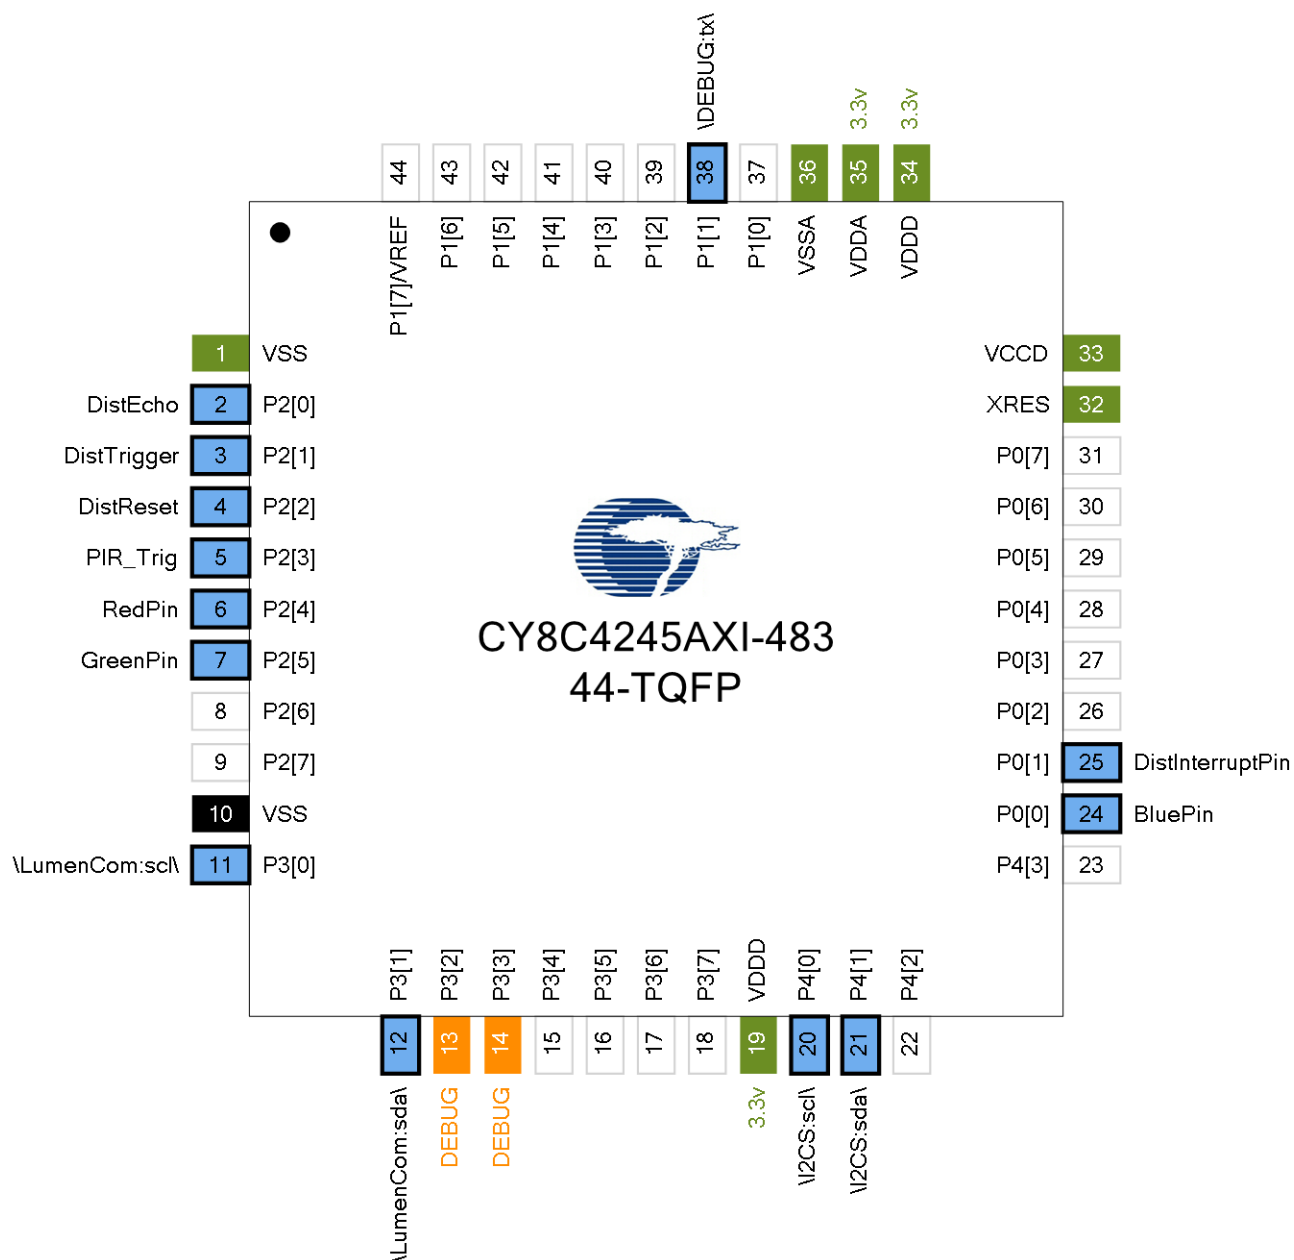 \DEBUG:tx\
3.3v
3.3v
44
43
42
41
40
39
38
37
36
35
34
P1[7]/VREF
P1[6]
P1[5]
P1[4]
P1[3]
P1[2]
P1[1]
P1[0]
VSSA
VDDA
VDDD
1 VSS
DistEcho 2 P2[0]
DistTrigger 3 P2[1]
DistReset 4 P2[2]
PIR_Trig 5 P2[3]
RedPin 6 P2[4]
GreenPin 7 P2[5]
8 P2[6]
9 P2[7]
10 VSS
\LumenCom:scl\ 11 P3[0]
CY8C4245AXI-483
44-TQFP
VCCD 33
XRES 32
P0[7] 31
P0[6] 30
P0[5] 29
P0[4] 28
P0[3] 27
P0[2] 26
P0[1] 25 DistInterruptPin
P0[0] 24 BluePin
P4[3] 23
P3[1]
P3[2]
P3[3]
P3[4]
P3[5]
P3[6]
P3[7]
VDDD
P4[0]
P4[1]
P4[2]
12
13
14
15
16
17
18
19
20
21
22
\LumenCom:sda\
DEBUG
DEBUG
3.3v
\I2CS:scl\
\I2CS:sda\